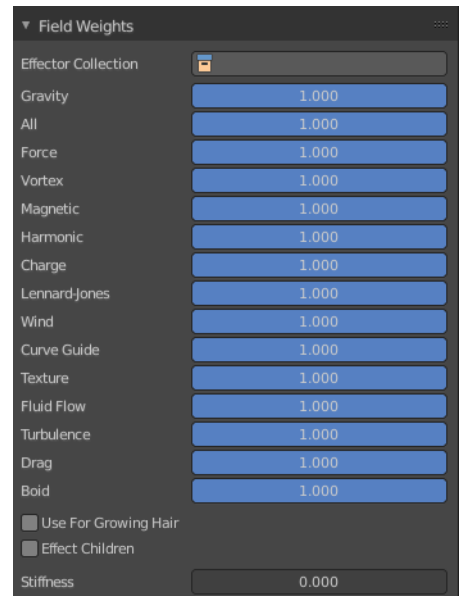 Field Weights
Effector Collection
Gravity 1.000
All 1.000
Force 1.000
Vortex 1.000
Magnetic 1.000
Harmonic 1.000
Charge 1.000
Lennard-Jones 1.000
Wind 1.000
Curve Guide 1.000
Texture 1.000
Fluid Flow 1.000
Turbulence 1.000
Drag 1.000
Boid 1.000
Use For Growing Hair
Effect Children
Stiffness 0.000